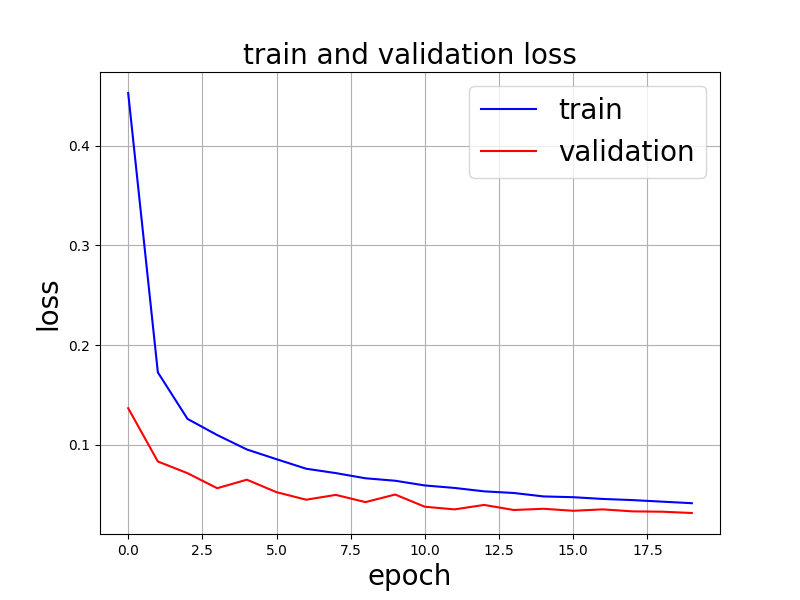 train and validation loss
train
validation
0.4
0.3
0.2
0.1
loss
0.0 2.5 5.0 7.5 10.0 12.5 15.0 17.5
epoch